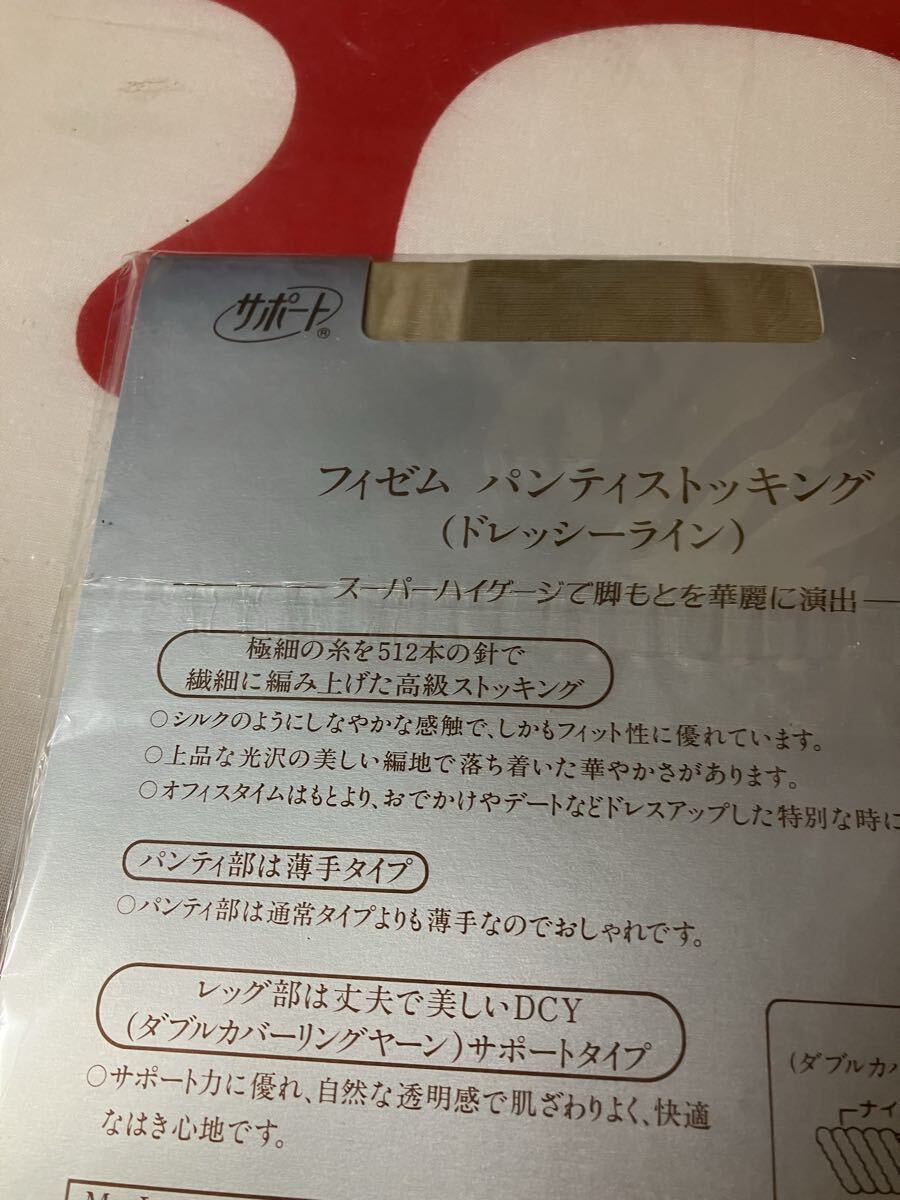 サポート®
フィゼム パンティストッキング
(ドレッシーライン)
スーパーハイゲージで脚もとを華麗に演出
極細の糸を512本の針で
繊細に編み上げた高級ストッキング
○シルクのようにしなやかな感触で、しかもフィット性に優れています。
○上品な光沢の美しい編地で落ち着いた華やかさがあります。
○オフィスタイムはもとより、おでかけやデートなどドレスアップした特別な時に
パンティ部は薄手タイプ
○パンティ部は通常タイプよりも薄手なのでおしゃれです。
レッグ部は丈夫で美しいDCY
(ダブルカバーリングヤーン)サポートタイプ
○サポート力に優れ、自然な透明感で肌ざわりよく、快適
なはき心地です。
(ダブルカバ
ナイ